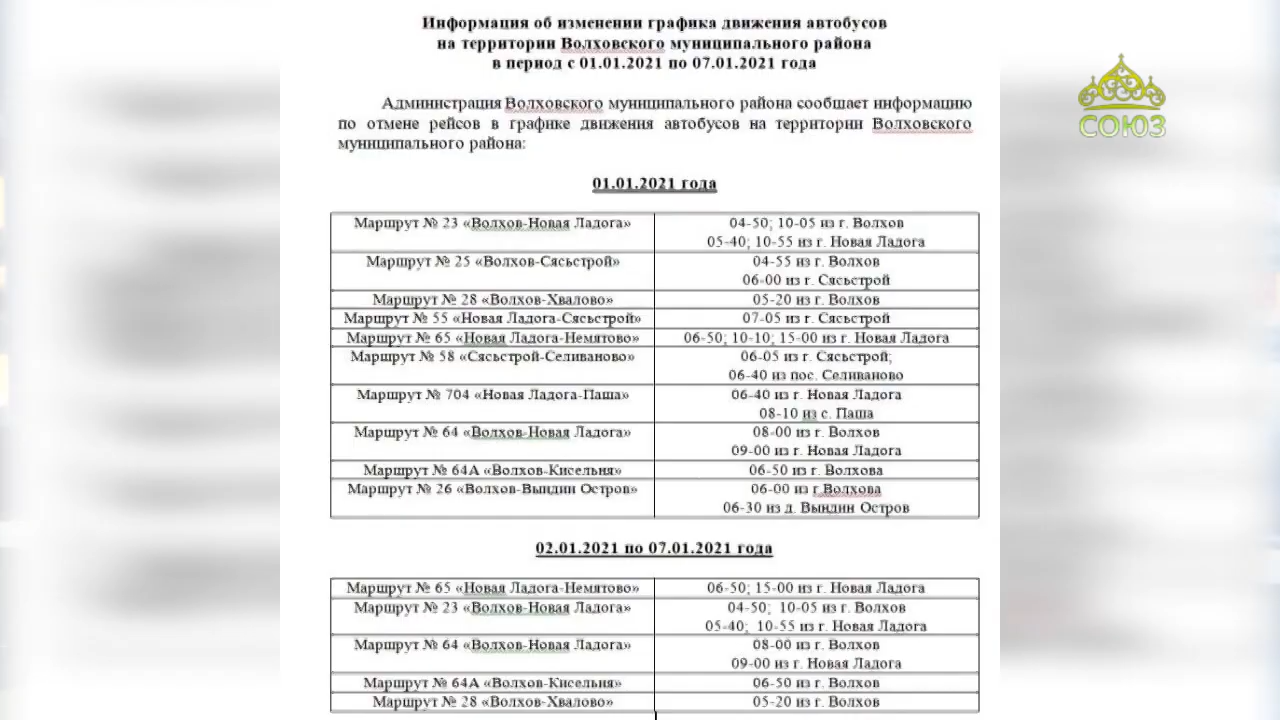 Информация об изменении графика движения автобусов
на территории Волховского муниципального района
в период с 01.01.2021 по 07.01.2021 года
СОЮЗ
Администрация Волховского муниципального района сообщает информацию
по отмене рейсов в графике движения автобусов на территории Волховского
муниципального района:
01.01.2021 года
Маршрут № 23 «Волхов-Новая Ладога» 04-50; 10-05 из г. Волхов
05-40; 10-55 из г. Новая Ладога
Маршрут № 25 «Волхов-Сясьстрой» 04-55 из г. Волхов
06-00 из г. Сясьстрой
Маршрут № 28 «Волхов-Хвалово» 05-20 из г. Волхов
Маршрут № 55 «Новая Ладога-Сясьстрой» 07-05 из г. Сясьстрой
Маршрут № 65 «Новая Ладога-Немятово» 06-50; 10-10; 15-00 из г. Новая Ладога
Маршрут № 58 «Сясьстрой-Селиваново» 06-05 из г. Сясьстрой;
06-40 из пос. Селиваново
Маршрут № 704 «Новая Ладога-Паша» 06-40 из г. Новая Ладога
08-10 из с. Паша
Маршрут № 64 «Волхов-Новая Ладога» 08-00 из г. Волхов
09-00 из г. Новая Ладога
Маршрут № 64А «Волхов-Кисельня» 06-50 из г. Волхова
Маршрут № 26 «Волхов-Вындин Остров» 06-00 из г.Волхова
06-30 из д. Вындин Остров
02.01.2021 по 07.01.2021 года
Маршрут № 65 «Новая Ладога-Немятово» 06-50; 15-00 из г. Новая Ладога
Маршрут № 23 «Волхов-Новая Ладога» 04-50; 10-05 из г. Волхов
05-40; 10-55 из г. Новая Ладога
Маршрут № 64 «Волхов-Новая Ладога» 08-00 из г. Волхов
09-00 из г. Новая Ладога
Маршрут № 64А «Волхов-Кисельня» 06-50 из г. Волхов
Маршрут № 28 «Волхов-Хвалово» 05-20 из г. Волхов